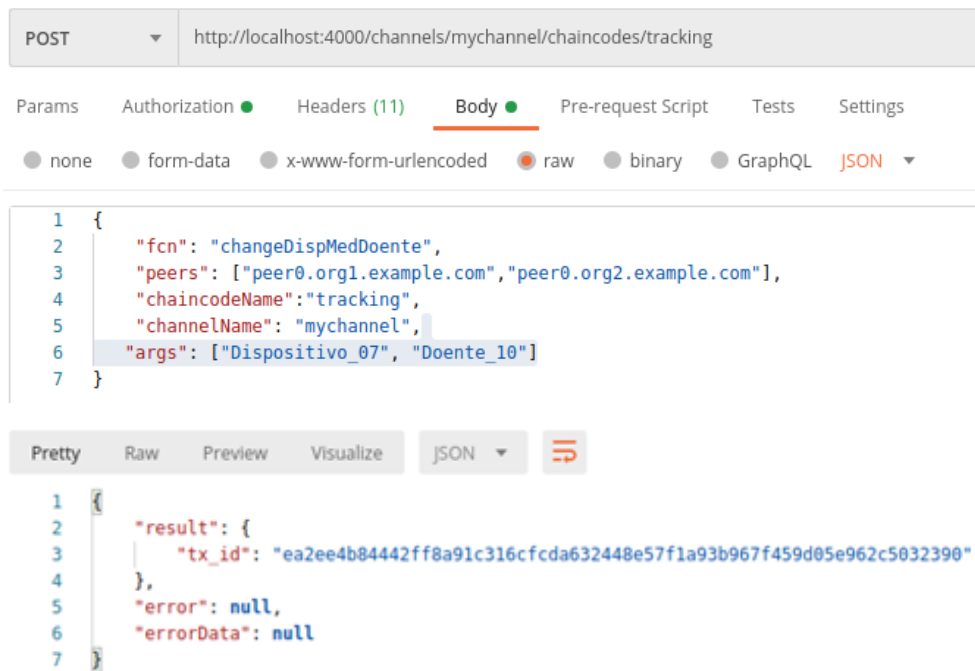 POST http://localhost:4000/channels/mychannel/chaincodes/tracking
Params Authorization Headers (11) Body Pre-request Script Tests Settings
none form-data x-www-form-urlencoded raw binary GraphQL JSON
1 {
2 "fcn": "changeDispMedDoente",
3 "peers": ["peer0.org1.example.com","peer0.org2.example.com"],
4 "chaincodeName":"tracking",
5 "channelName": "mychannel",
6 "args": ["Dispositivo_07", "Doente_10"]
7 }
Pretty Raw Preview Visualize JSON
1 {
2 "result": {
3 "tx_id": "ea2ee4b84442ff8a91c316cfcda632448e57f1a93b967f459d05e962c5032390"
4 },
5 "error": null,
6 "errorData": null
7 }